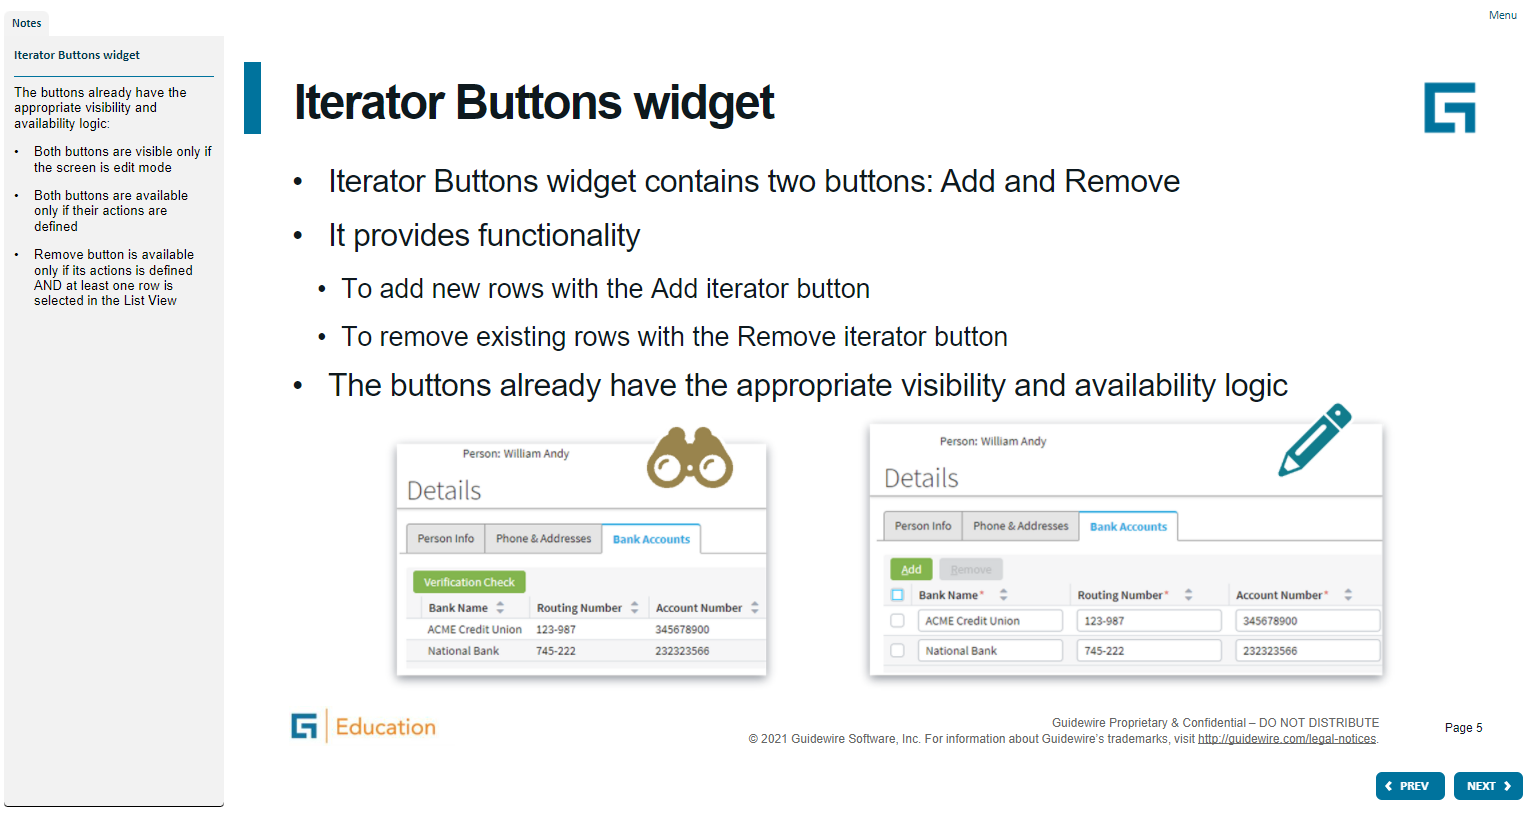 Notes
Menu
Iterator Buttons widget
The buttons already have the
appropriate visibility and
availability logic:
• Both buttons are visible only if
the screen is edit mode
• Both buttons are available
only if their actions are
defined
• Remove button is available
only if its actions is defined
AND at least one row is
selected in the List View
Iterator Buttons widget
• Iterator Buttons widget contains two buttons: Add and Remove
• It provides functionality
• To add new rows with the Add iterator button
• To remove existing rows with the Remove iterator button
• The buttons already have the appropriate visibility and availability logic
Person: William Andy
Details
Person Info Phone & Addresses Bank Accounts
Verification Check
Bank Name Routing Number Account Number
ACME Credit Union 123-987 345678900
National Bank 745-222 232323566
Person: William Andy
Details
Person Info Phone & Addresses Bank Accounts
Add Remove
Bank Name* Routing Number* Account Number*
ACME Credit Union 123-987 345678900
National Bank 745-222 232323566
Education
Guidewire Proprietary & Confidential – DO NOT DISTRIBUTE
© 2021 Guidewire Software, Inc. For information about Guidewire's trademarks, visit http://guidewire.com/legal-notices.
Page 5
PREV NEXT